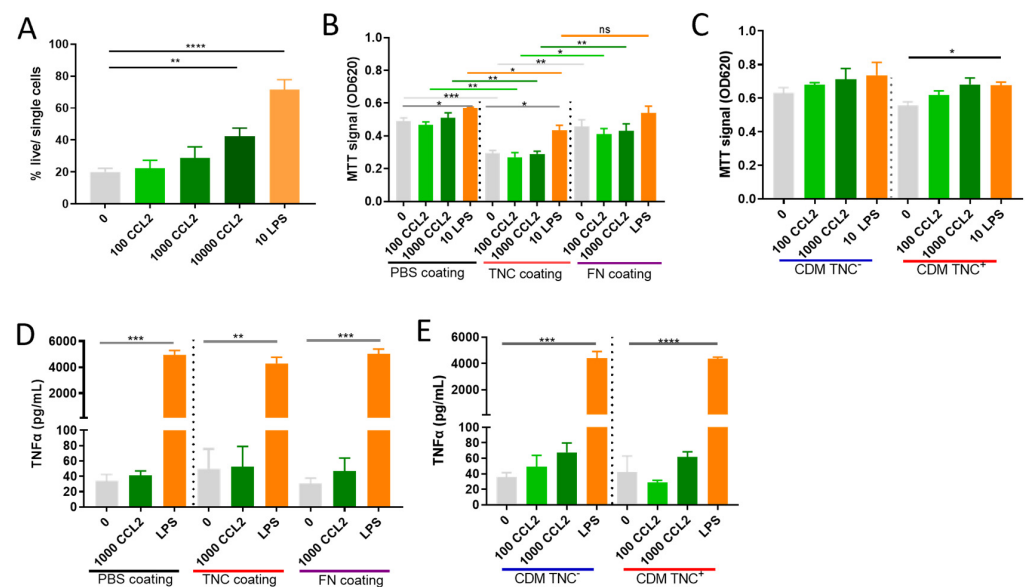 A
% live/ single cells
100
80
60
40
20
0
****
**
0
100 CCL2
1000 CCL2
1000 CCL2
10 LPS
B
MTT signal (OD620)
1.0
0.8
0.6
0.4
0.2
0.0
ns
**
*
**
*
**
**
***
*
*
0
100 CCL2
1000 CCL2
10 LPS
0
100 CCL2
1000 CCL2
10 LPS
0
100 CCL2
1000 CCL2
LPS
PBS coating
TNC coating
FN coating
C
MTT signal (OD620)
1.0
0.8
0.6
0.4
0.2
0.0
*
0
100 CCL2
1000 CCL2
10 LPS
0
100 CCL2
1000 CCL2
10 LPS
CDM TNC⁻
CDM TNC⁺
D
TNFα (pg/mL)
6000
4000
2000
100
80
60
40
20
0
***
**
***
0
1000 CCL2
LPS
0
1000 CCL2
LPS
0
1000 CCL2
LPS
PBS coating
TNC coating
FN coating
E
TNFα (pg/mL)
6000
4000
2000
100
80
60
40
20
0
***
****
0
100 CCL2
1000 CCL2
LPS
0
100 CCL2
1000 CCL2
LPS
CDM TNC⁻
CDM TNC⁺